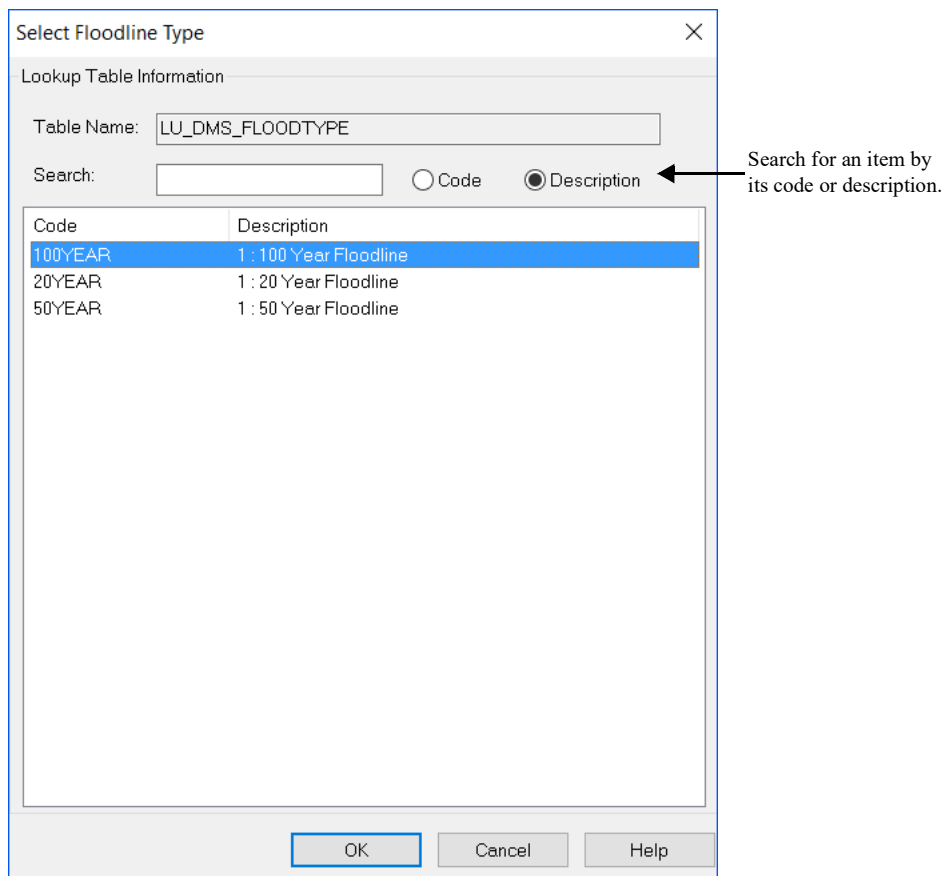 Select Floodline Type
Lookup Table Information
Table Name: LU_DMS_FLOODTYPE
Search: Code Description
Search for an item by
its code or description.
Code Description
100YEAR 1 : 100 Year Floodline
20YEAR 1 : 20 Year Floodline
50YEAR 1 : 50 Year Floodline
OK Cancel Help